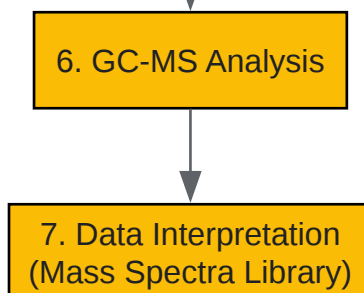 6. GC-MS Analysis
7. Data Interpretation
(Mass Spectra Library)